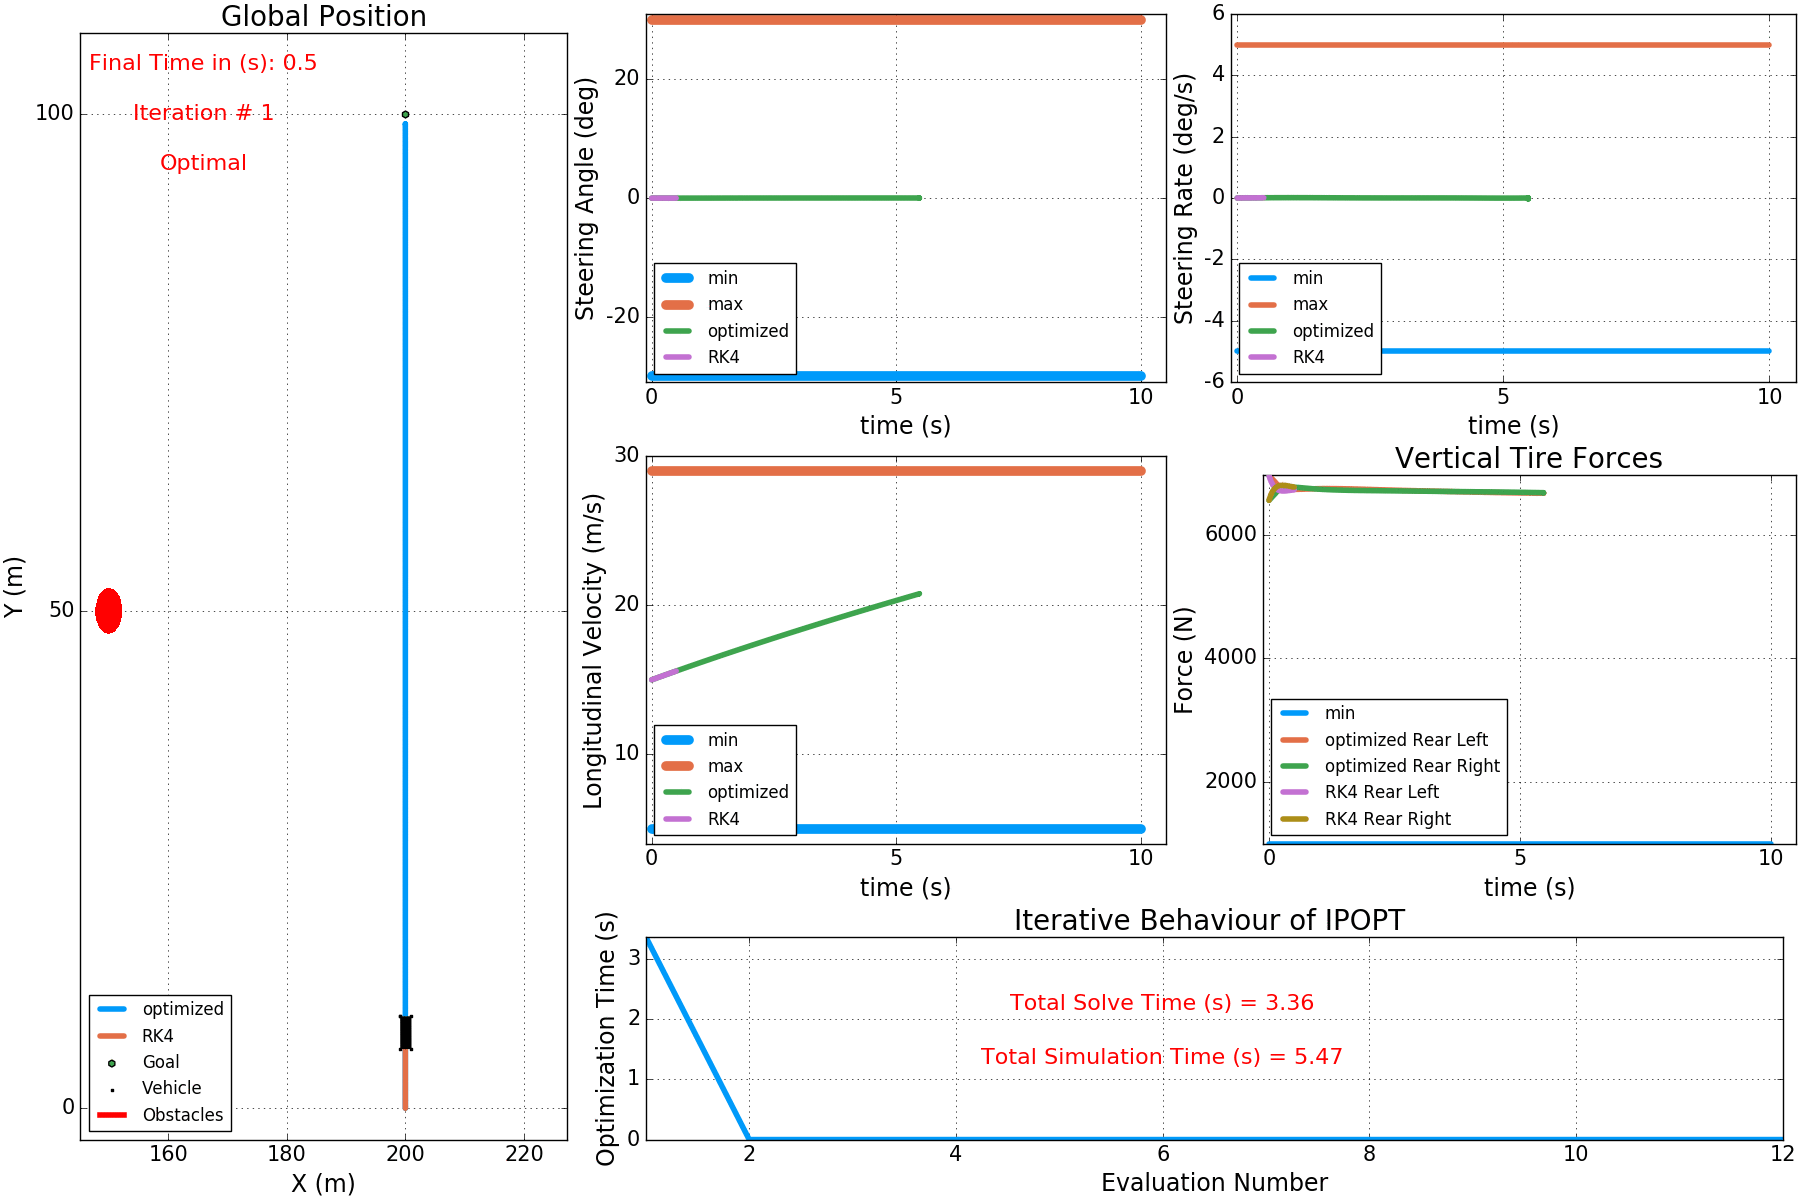 Global Position
Final Time in (s): 0.5
Iteration # 1
Optimal
100
50
0
Y (m)
optimized
RK4
Goal
Vehicle
Obstacles
160
180
200
220
X (m)
20
0
-20
Steering Angle (deg)
min
max
optimized
RK4
0
5
10
time (s)
6
4
2
0
-2
-4
-6
Steering Rate (deg/s)
min
max
optimized
RK4
0
5
10
time (s)
30
20
10
Longitudinal Velocity (m/s)
min
max
optimized
RK4
0
5
10
time (s)
Vertical Tire Forces
6000
4000
2000
Force (N)
min
optimized Rear Left
optimized Rear Right
RK4 Rear Left
RK4 Rear Right
0
5
10
time (s)
Iterative Behaviour of IPOPT
3
2
1
0
Optimization Time (s)
Total Solve Time (s) = 3.36
Total Simulation Time (s) = 5.47
2
4
6
8
10
12
Evaluation Number